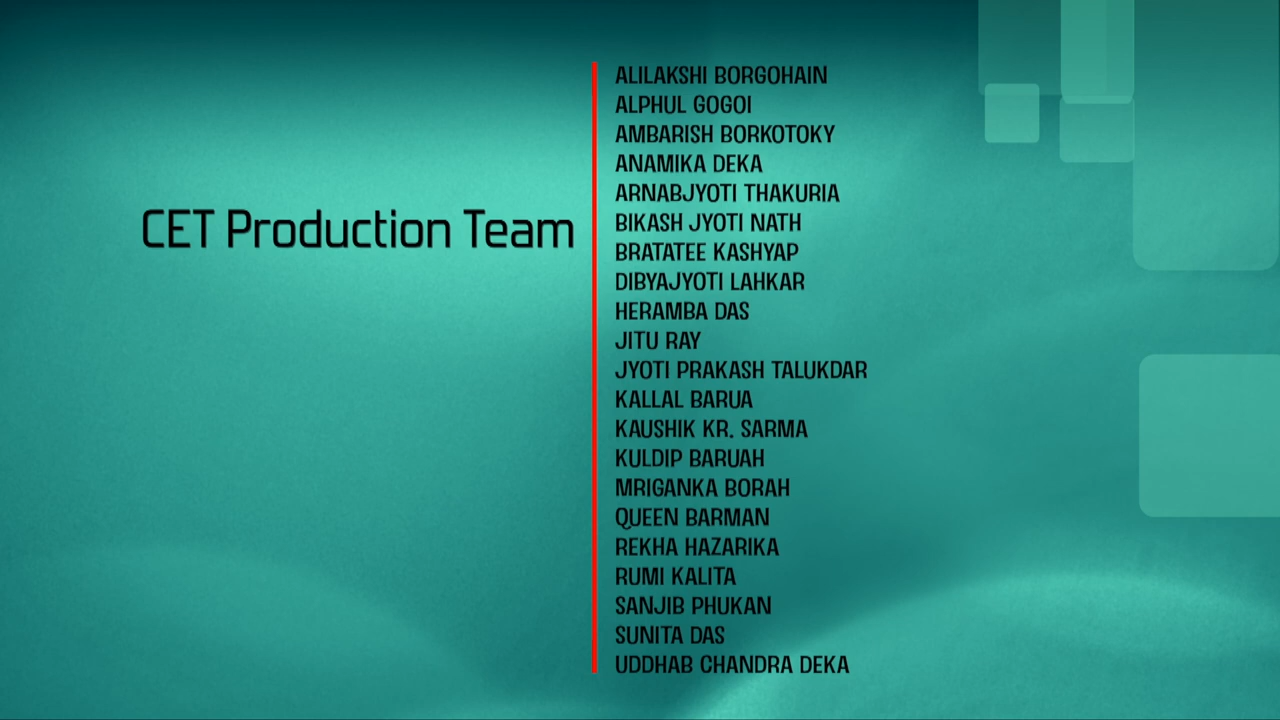 CET Production Team
ALILAKSHI BORGOHAIN
ALPHUL GOGOI
AMBARISH BORKOTOKY
ANAMIKA DEKA
ARNABJYOTI THAKURIA
BIKASH JYOTI NATH
BRATATEE KASHYAP
DIBYAJYOTI LAHKAR
HERAMBA DAS
JITU RAY
JYOTI PRAKASH TALUKDAR
KALLAL BARUA
KAUSHIK KR. SARMA
KULDIP BARUAH
MRIGANKA BORAH
QUEEN BARMAN
REKHA HAZARIKA
RUMI KALITA
SANJIB PHUKAN
SUNITA DAS
UDDHAB CHANDRA DEKA